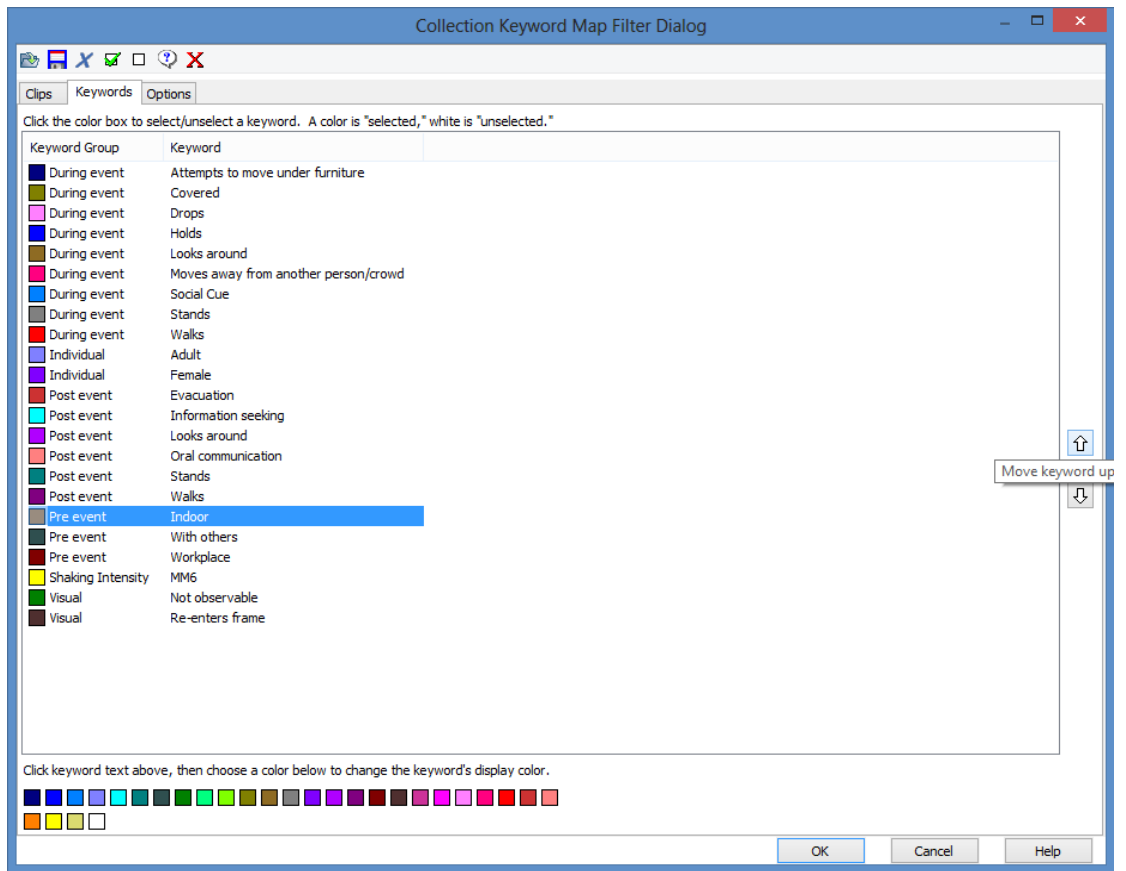 Collection Keyword Map Filter Dialog
Clips Keywords Options
Click the color box to select/unselect a keyword. A color is "selected," white is "unselected."
Keyword Group Keyword
During event Attempts to move under furniture
During event Covered
During event Drops
During event Holds
During event Looks around
During event Moves away from another person/crowd
During event Social Cue
During event Stands
During event Walks
Individual Adult
Individual Female
Post event Evacuation
Post event Information seeking
Post event Looks around
Post event Oral communication
Post event Stands
Post event Walks
Pre event Indoor
Pre event With others
Pre event Workplace
Shaking Intensity MM6
Visual Not observable
Visual Re-enters frame
Move keyword up
Click keyword text above, then choose a color below to change the keyword's display color.
OK Cancel Help